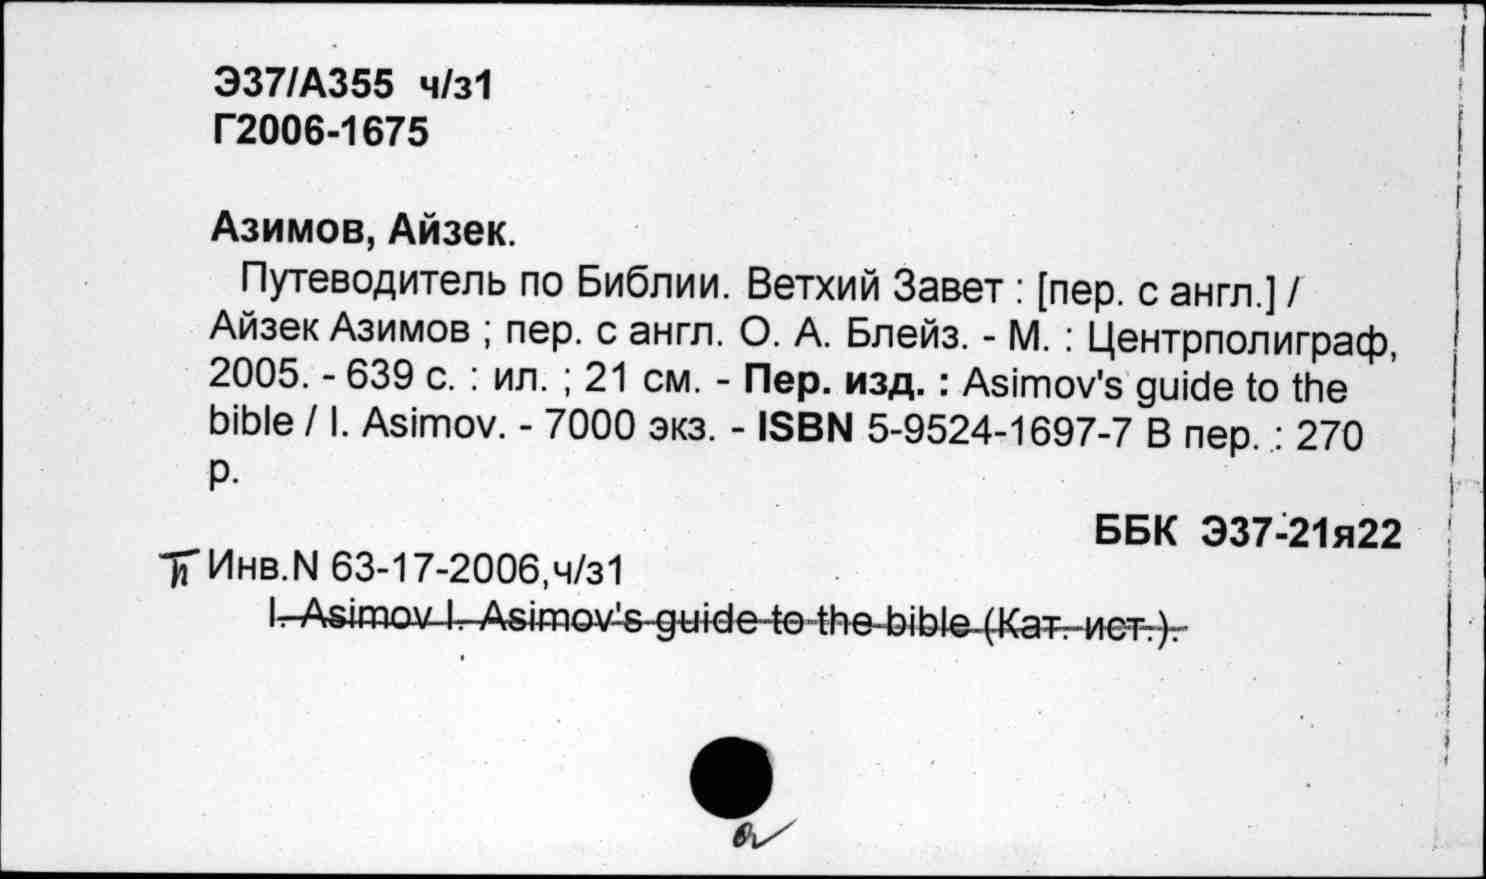 Э37/А355 ч/з1
Г2006-1675
Азимов, Айзек.
Путеводитель по Библии. Ветхий Завет : [пер. с англ.] /
Айзек Азимов ; пер. с англ. О. А. Блейз. - М. : Центрполиграф,
2005. - 639 с. : ил. ; 21 см. - Пер. изд. : Asimov's guide to the
bible / I. Asimov. - 7000 экз. - ISBN 5-9524-1697-7 В пер. : 270
р.
ББК Э37-21я22
Инв.N 63-17-2006,ч/з1
I. Asimov I. Asimov's guide to the bible (Кат. ист.).